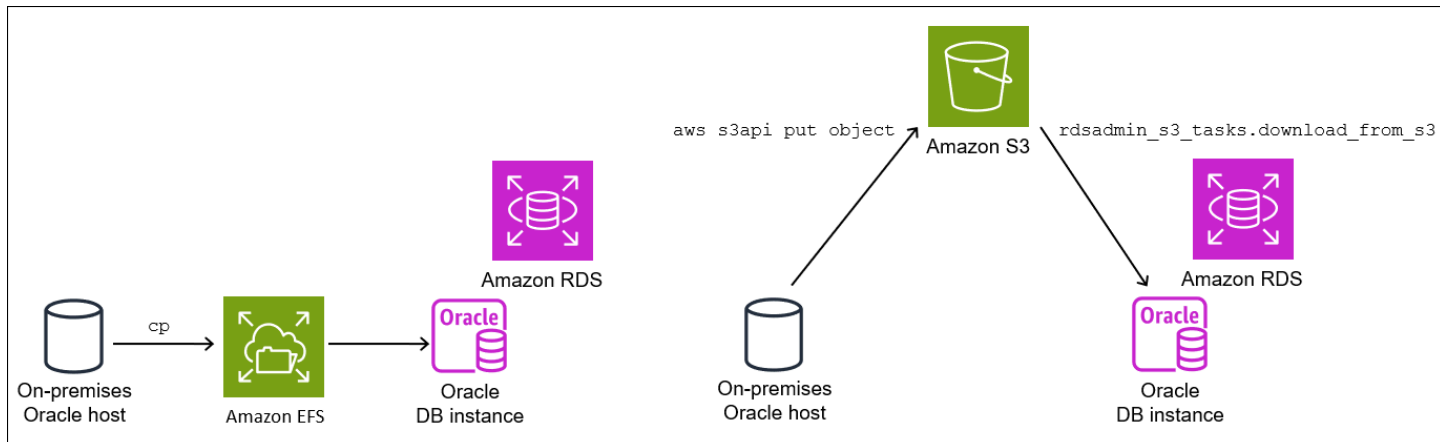 Amazon RDS
cp
On-premises
Oracle host
Amazon EFS
Oracle
Oracle
DB instance
aws s3api put object
Amazon S3
rdsadmin_s3_tasks.download_from_s3
Amazon RDS
On-premises
Oracle host
Oracle
Oracle
DB instance